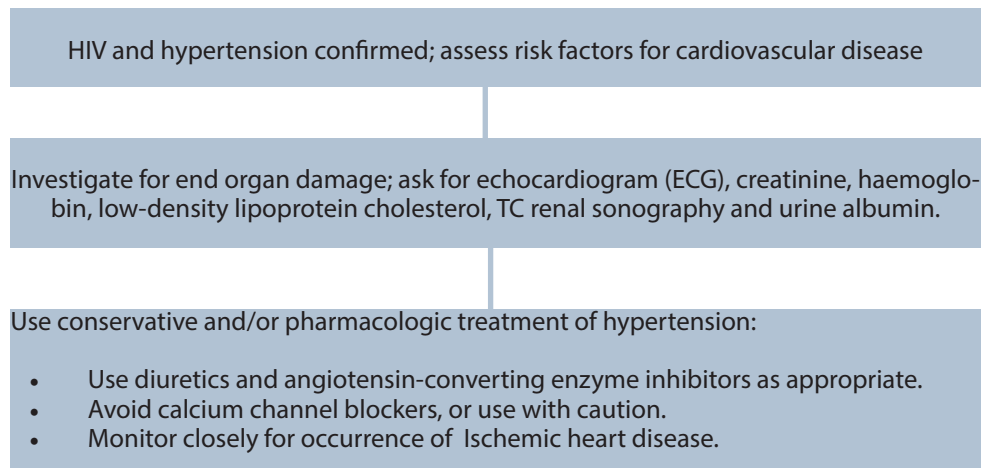 HIV and hypertension confirmed; assess risk factors for cardiovascular disease
Investigate for end organ damage; ask for echocardiogram (ECG), creatinine, haemoglo-
bin, low-density lipoprotein cholesterol, TC renal sonography and urine albumin.
Use conservative and/or pharmacologic treatment of hypertension:
• Use diuretics and angiotensin-converting enzyme inhibitors as appropriate.
• Avoid calcium channel blockers, or use with caution.
• Monitor closely for occurrence of Ischemic heart disease.